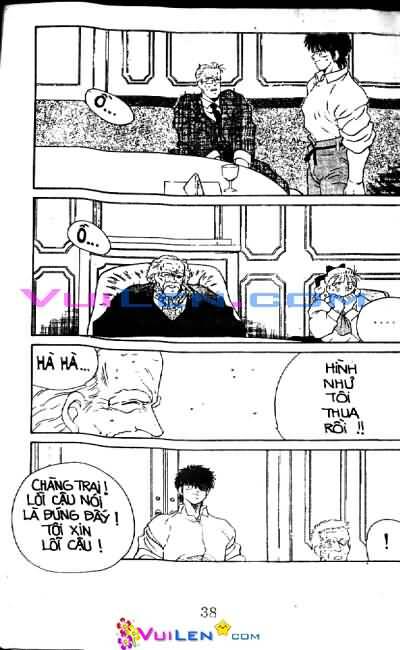 Ồ...
Ồ...
VUILEN.COM
....
HÀ HÀ...
HÌNH
NHƯ
TÔI
THUA
RỒI !!
CHÀNG TRAI!
LỜI CẬU NÓI
LÀ ĐÚNG ĐẤY!
TÔI XIN
LỖI CẬU!
!
38
VUILEN.COM